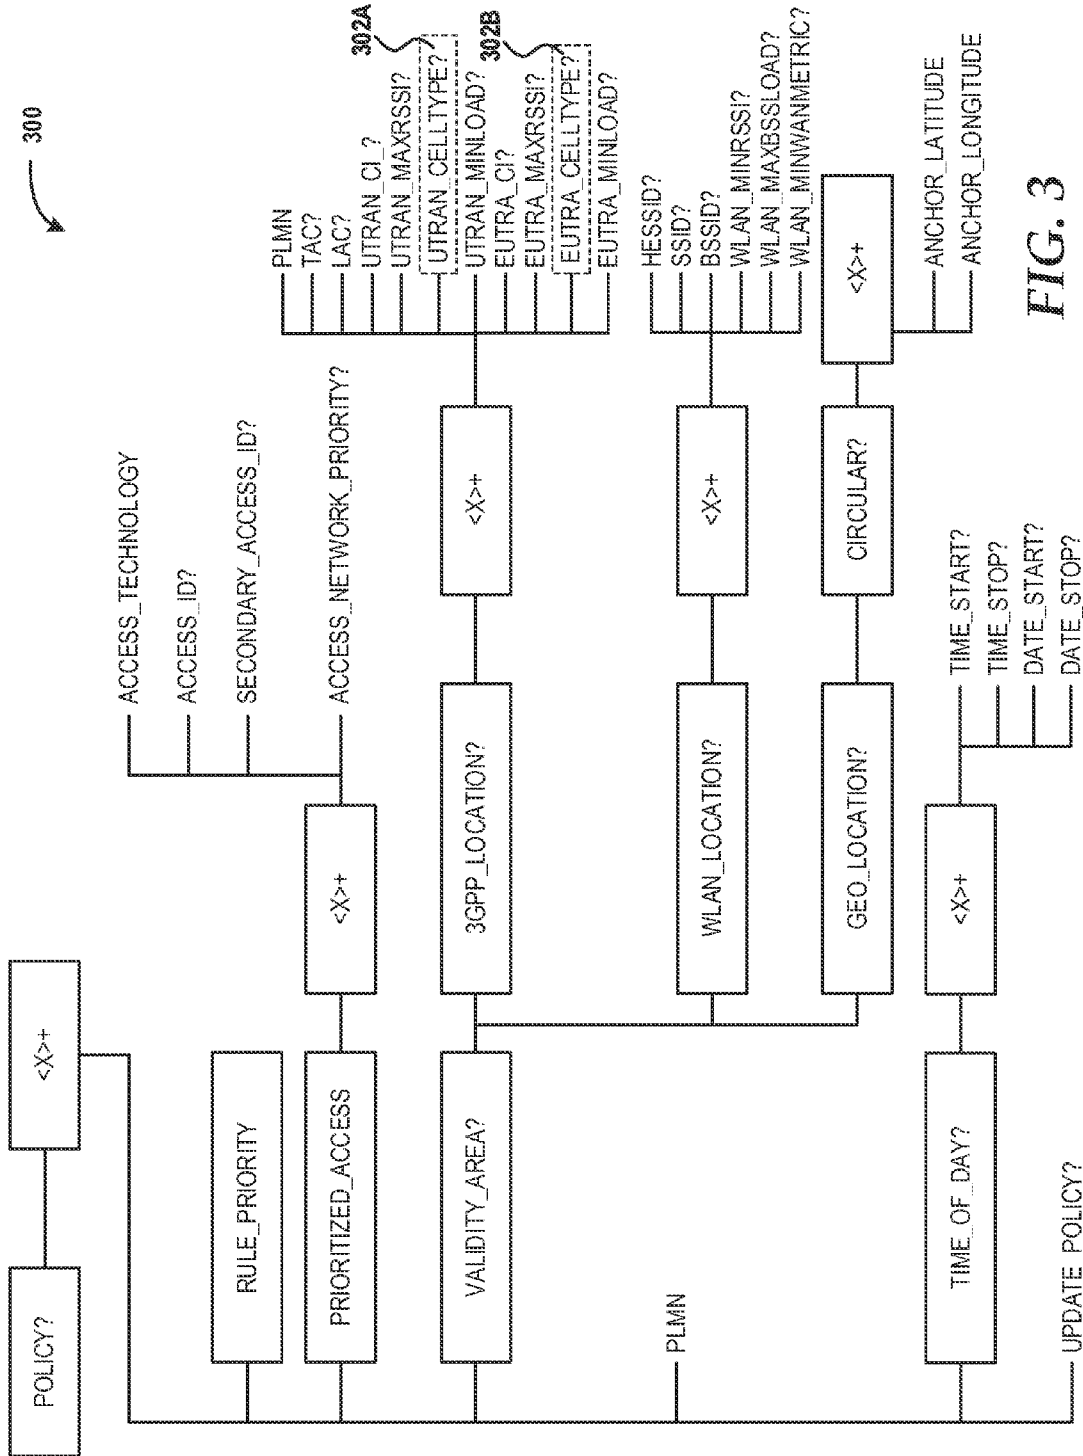 300
POLICY?
<X>+
RULE_PRIORITY
PRIORITIZED_ACCESS
<X>+
ACCESS_TECHNOLOGY
ACCESS_ID?
SECONDARY_ACCESS_ID?
ACCESS_NETWORK_PRIORITY?
VALIDITY_AREA?
3GPP_LOCATION?
<X>+
PLMN
TAC?
LAC?
UTRAN_CI_?
UTRAN_MAXRSSI?
UTRAN_CELLTYPE?
302A
UTRAN_MINLOAD?
EUTRA_CI?
EUTRA_MAXRSSI?
EUTRA_CELLTYPE?
302B
EUTRA_MINLOAD?
PLMN
WLAN_LOCATION?
<X>+
HESSID?
SSID?
BSSID?
WLAN_MINRSSI?
WLAN_MAXBSSLOAD?
WLAN_MINWANMETRIC?
GEO_LOCATION?
CIRCULAR?
<X>+
ANCHOR_LATITUDE
ANCHOR_LONGITUDE
TIME_OF_DAY?
<X>+
TIME_START?
TIME_STOP?
DATE_START?
DATE_STOP?
UPDATE POLICY?
FIG. 3